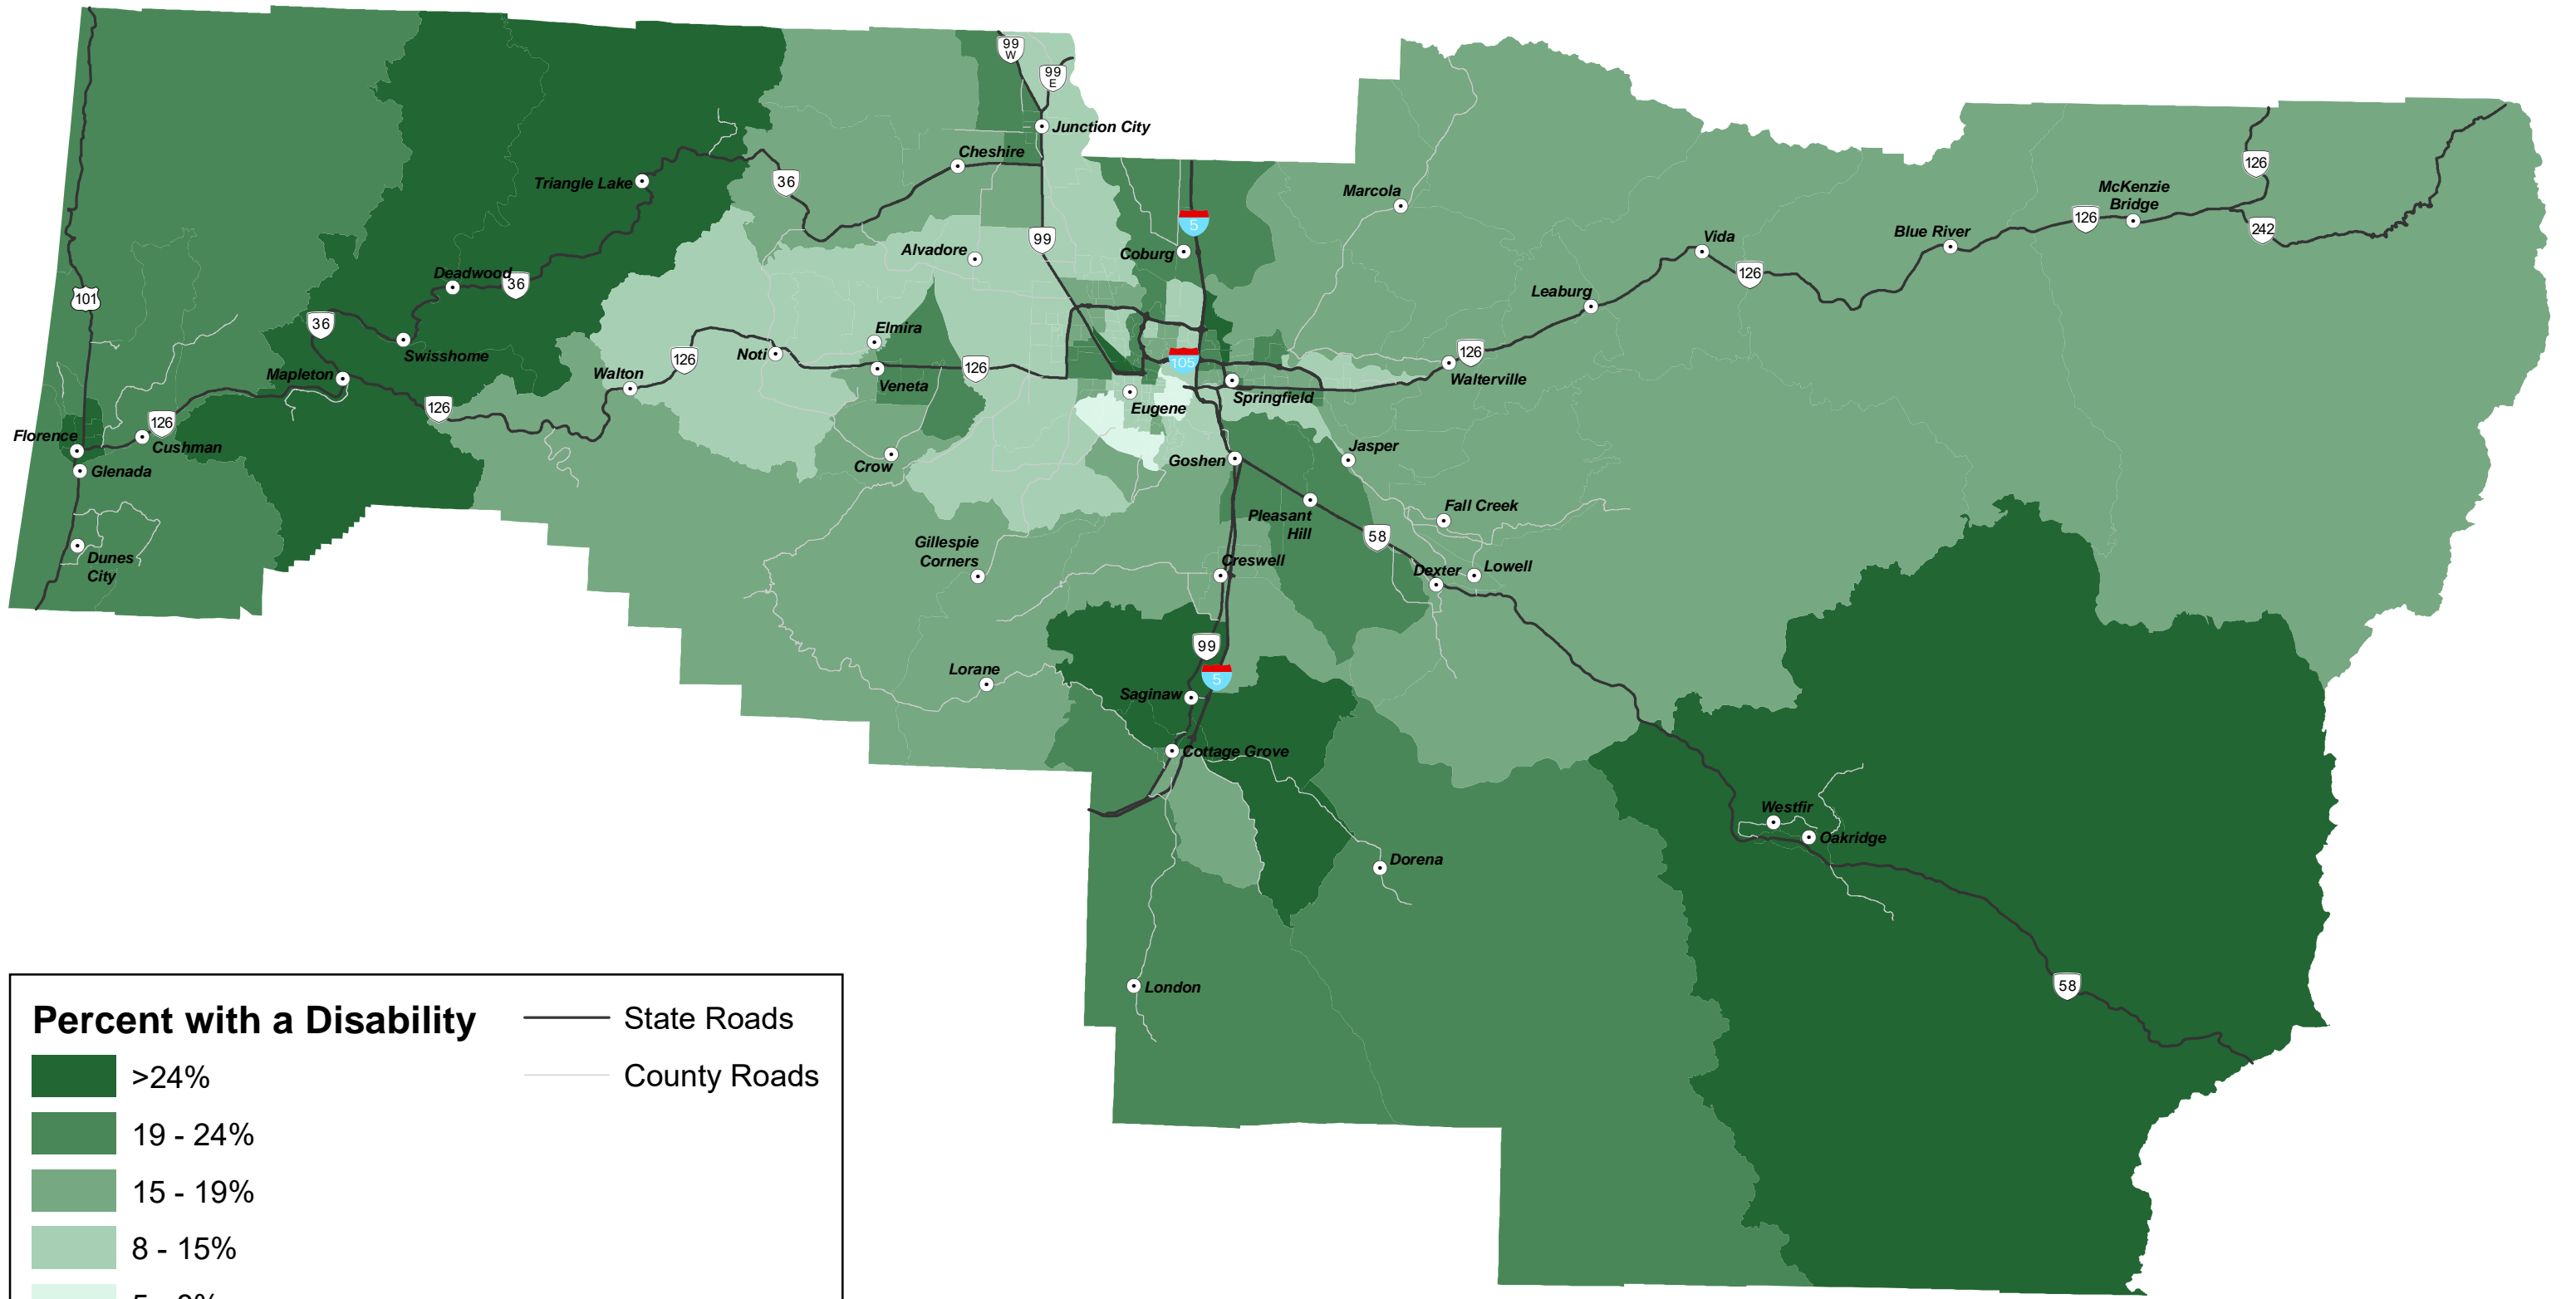 99
W
99
E
Junction City
Cheshire
36
Triangle Lake
Marcola
126
McKenzie
Bridge
126
242
5
Blue River
Vida
126
99
Alvadore
Coburg
Deadwood
36
101
Leaburg
36
Elmira
Swisshome
Noti
126
126
105
126
Walton
Mapleton
Veneta
Walterville
Springfield
Eugene
126
126
Florence
Cushman
Glenada
Crow
Goshen
Jasper
Fall Creek
Pleasant
Hill
58
Gillespie
Corners
Dunes
City
Creswell
Dexter
Lowell
99
5
Lorane
Saginaw
Cottage Grove
Westfir
Oakridge
Dorena
London
58
Percent with a Disability
>24%
19 - 24%
15 - 19%
8 - 15%
State Roads
County Roads